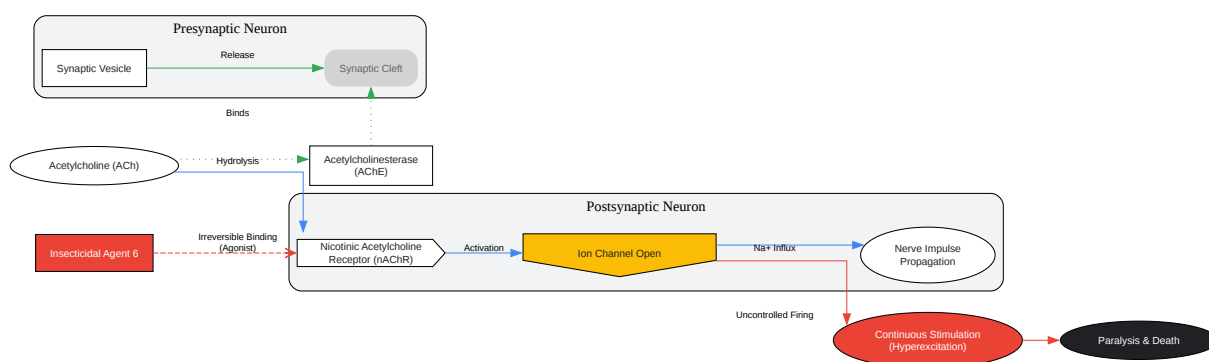 Presynaptic Neuron
Release
Synaptic Vesicle
Synaptic Cleft
Binds
Acetylcholine (ACh)
Hydrolysis
Acetylcholinesterase
(AChE)
Postsynaptic Neuron
Insecticidal Agent 6
Irreversible Binding
(Agonist)
Nicotinic Acetylcholine
Receptor (nAChR)
Activation
Ion Channel Open
Na+ Influx
Nerve Impulse
Propagation
Uncontrolled Firing
Continuous Stimulation
(Hyperexcitation)
Paralysis & Death